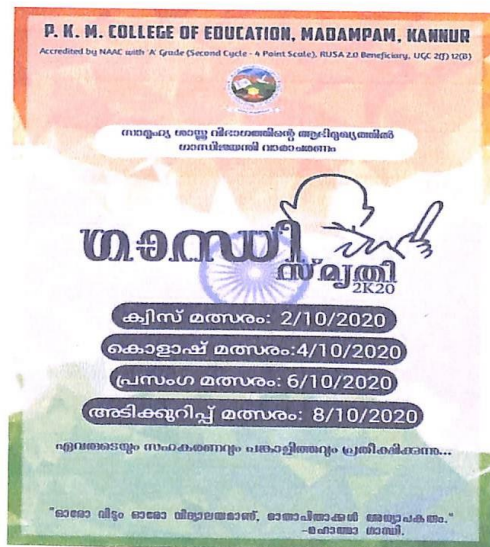 P. K. M. COLLEGE OF EDUCATION, MADAMPAM, KANNUR
Accredited by NAAC with 'A' Grade (Second Cycle - 4 Point Scale), RUSA 2.0 Beneficiary, UGC 2(f) 12(B)
സാമൂഹ്യ ശാസ്ത്ര വിഭാഗത്തിന്റെ ആഭിമുഖ്യത്തിൽ
ഗാന്ധിജയന്തി വാരാചരണം
ഗാന്ധി
സ്മൃതി
2K20
ക്വിസ് മത്സരം: 2/10/2020
കൊളാഷ് മത്സരം:4/10/2020
പ്രസംഗ മത്സരം: 6/10/2020
അടിക്കുറിപ്പ് മത്സരം: 8/10/2020
ഏവരുടെയും സഹകരണവും പങ്കാളിത്തവും പ്രതീക്ഷിക്കുന്നു...
"ഓരോ വീടും ഓരോ വിദ്യാലയമാണ്, മാതാപിതാക്കൾ അധ്യാപകരും."
-മഹാത്മാ ഗാന്ധി.